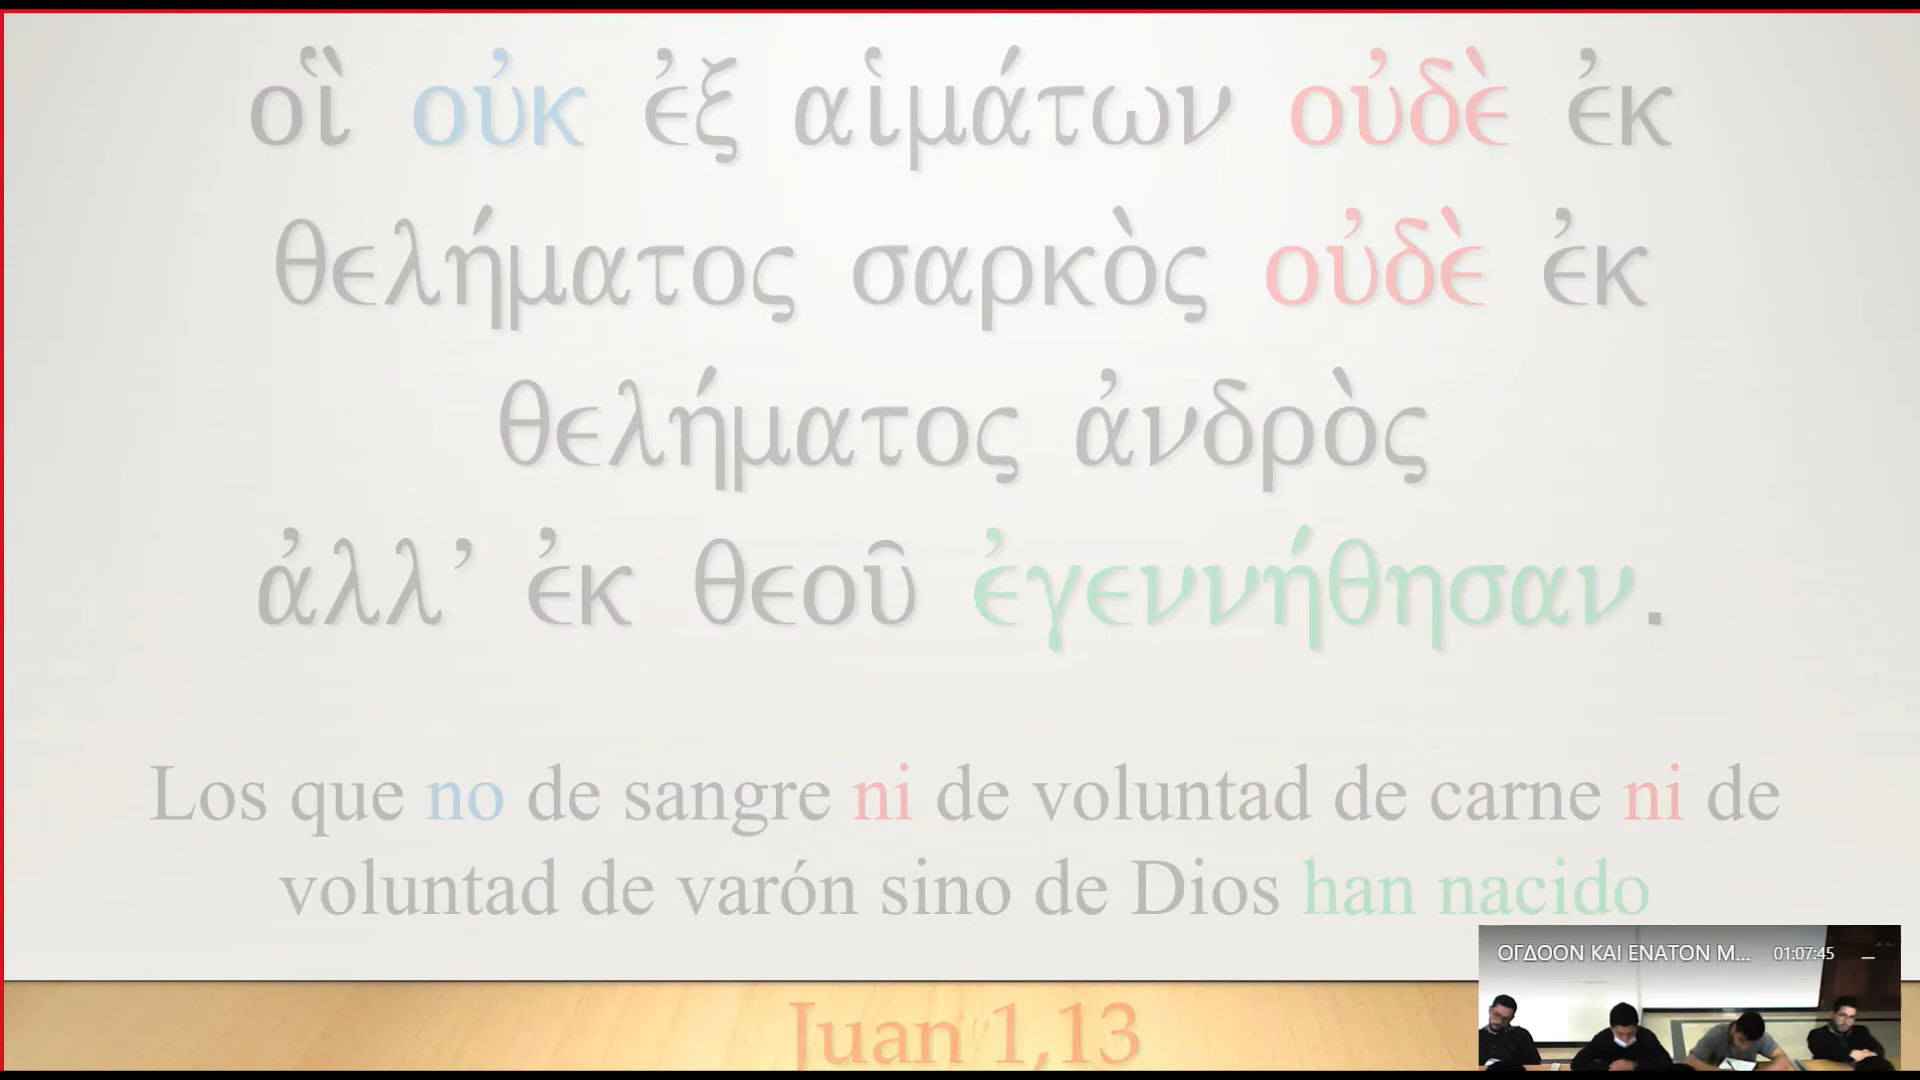 οἳ οὐκ ἐξ αἱμάτων οὐδὲ ἐκ
θελήματος σαρκὸς οὐδὲ ἐκ
θελήματος ἀνδρὸς
ἀλλ’ ἐκ θεοῦ ἐγεννήθησαν.
Los que no de sangre ni de voluntad de carne ni de
voluntad de varón sino de Dios han nacido
ΟΓΔΟΟΝ ΚΑΙ ΕΝΑΤΟΝ Μ... 01:07:45
Juan 1,13